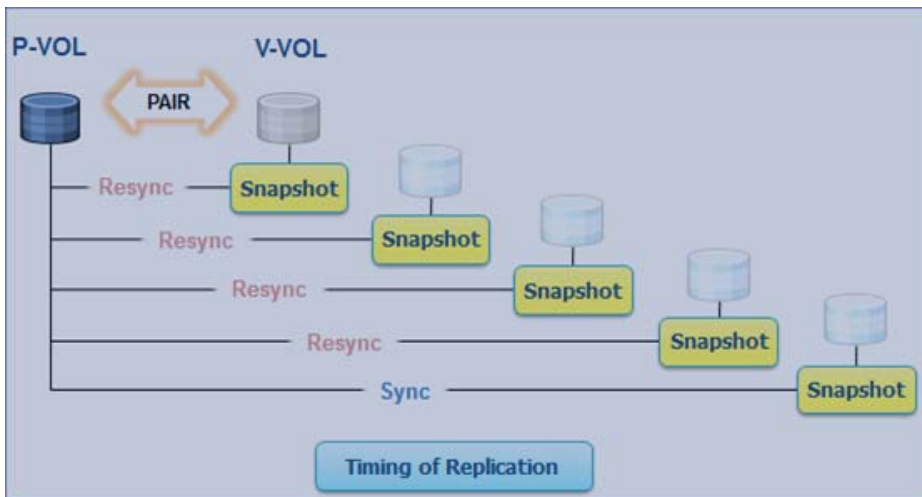 P-VOL
V-VOL
PAIR
Resync
Snapshot
Resync
Snapshot
Resync
Snapshot
Resync
Snapshot
Sync
Snapshot
Timing of Replication